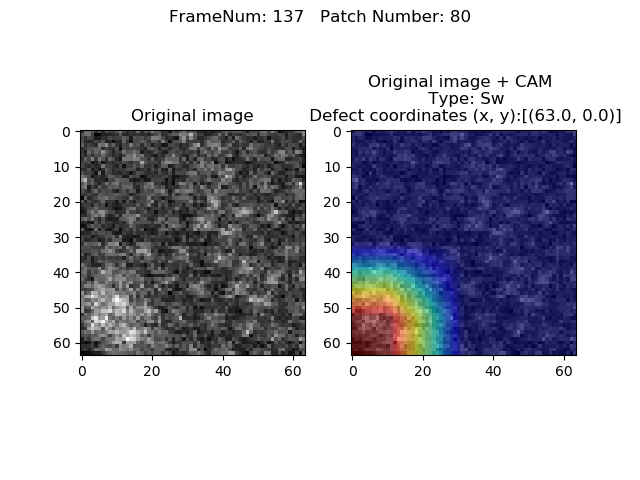 FrameNum: 137   Patch Number: 80
Original image
Original image + CAM
Type: Sw
Defect coordinates (x, y):[(63.0, 0.0)]
0
10
20
30
40
50
60
0 20 40 60
0
10
20
30
40
50
60
0 20 40 60